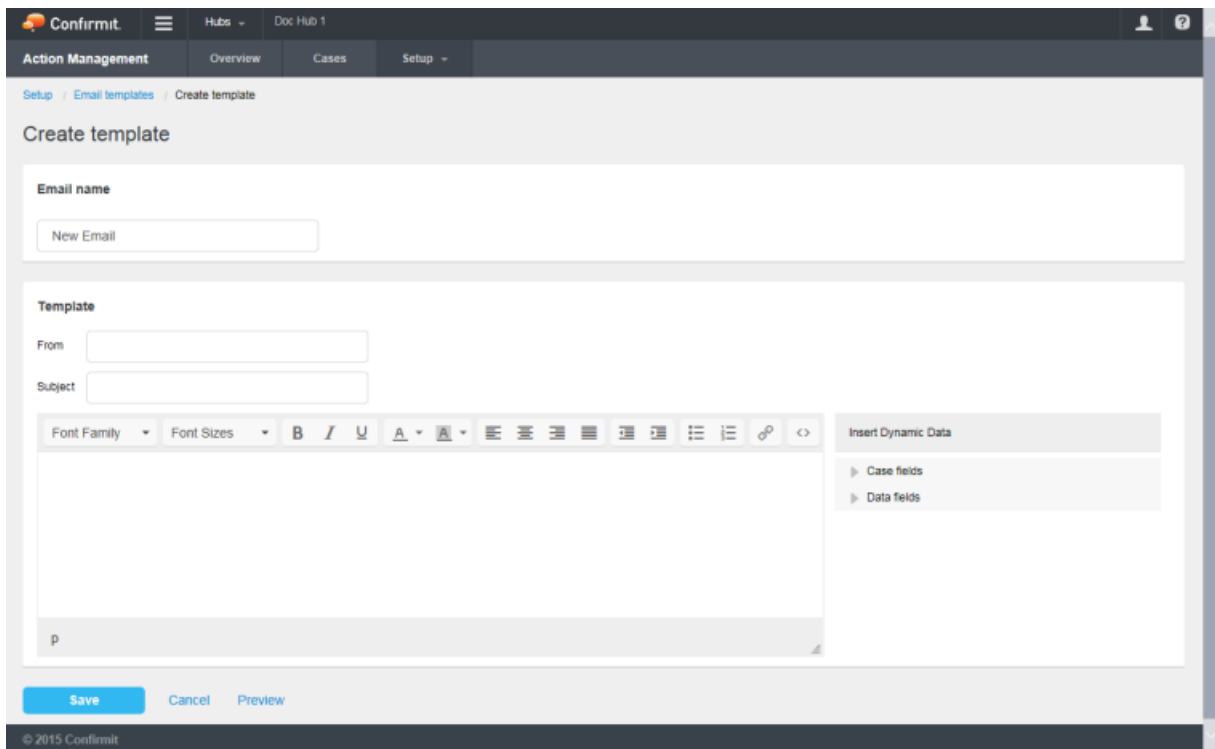 Confirmit. Hubs Doc Hub 1
Action Management Overview Cases Setup
Setup / Email templates / Create template
Create template
Email name
New Email
Template
From
Subject
Font Family Font Sizes B I U A A <> Insert Dynamic Data
Case fields
Data fields
p
Save Cancel Preview
© 2015 Confirmit